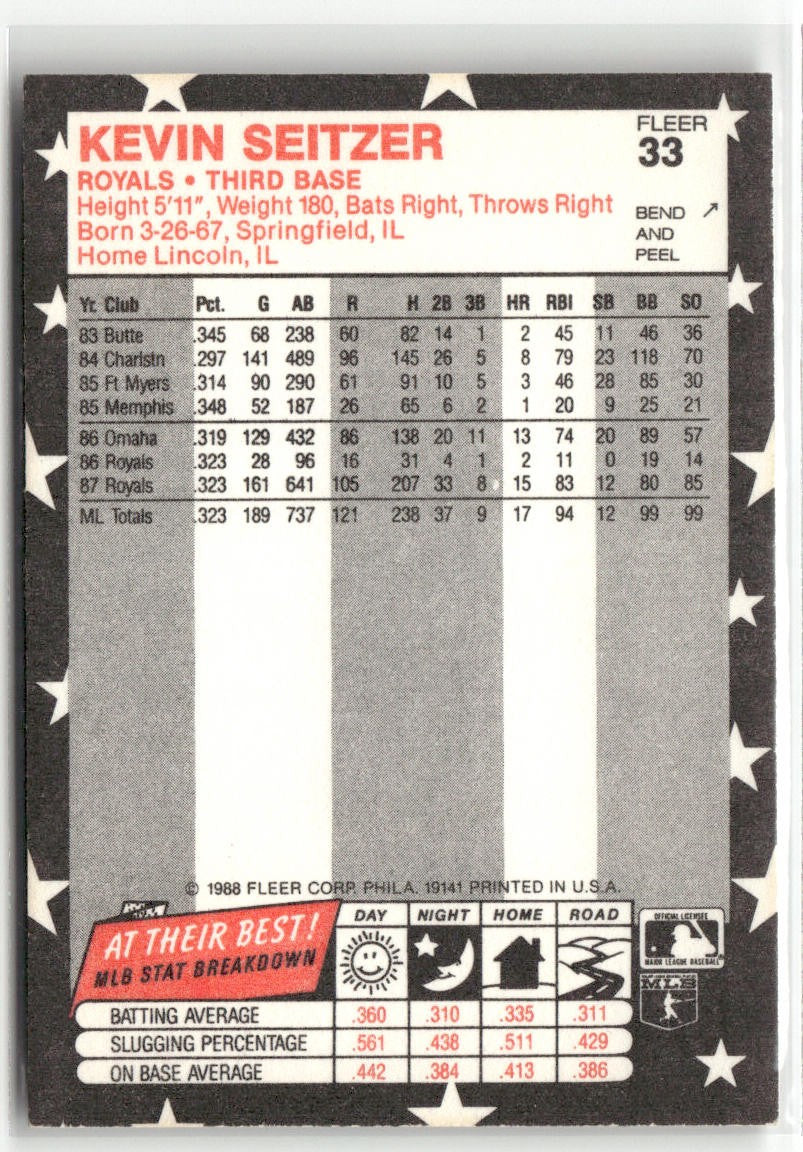 KEVIN SEITZER
ROYALS • THIRD BASE
Height 5'11", Weight 180, Bats Right, Throws Right
Born 3-26-67, Springfield, IL
Home Lincoln, IL
FLEER
33
BEND ↗
AND
PEEL
Yr. Club Pct. G AB R H 2B 3B HR RBI SB BB SO
83 Butte .345 68 238 60 82 14 1 2 45 11 46 36
84 Charlstn .297 141 489 96 145 26 5 8 79 23 118 70
85 Ft Myers .314 90 290 61 91 10 5 3 46 28 85 30
85 Memphis .348 52 187 26 65 6 2 1 20 9 25 21
86 Omaha .319 129 432 86 138 20 11 13 74 20 89 57
86 Royals .323 28 96 16 31 4 1 2 11 0 19 14
87 Royals .323 161 641 105 207 33 8 15 83 12 80 85
ML Totals .323 189 737 121 238 37 9 17 94 12 99 99
© 1988 FLEER CORP. PHILA. 19141 PRINTED IN U.S.A.
AT THEIR BEST!
MLB STAT BREAKDOWN
DAY NIGHT HOME ROAD
BATTING AVERAGE .360 .310 .335 .311
SLUGGING PERCENTAGE .561 .438 .511 .429
ON BASE AVERAGE .442 .384 .413 .386
OFFICIAL LICENSEE
MAJOR LEAGUE BASEBALL
MLB